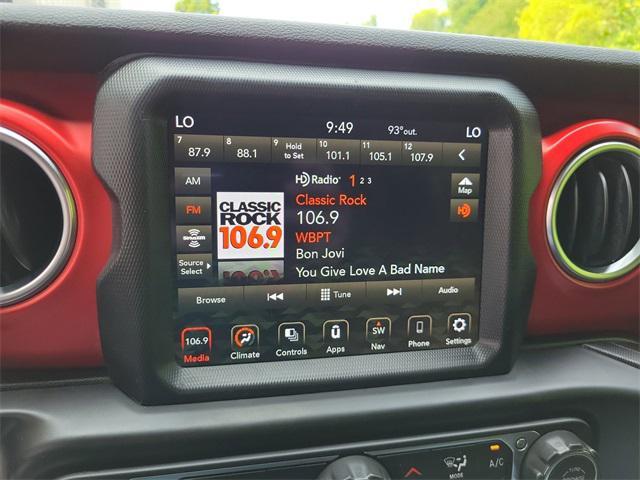 LO 9:49 93°out. LO
7 87.9 8 88.1 9 Hold to Set 10 101.1 11 105.1 12 107.9
AM HD Radio 1 2 3 Map
FM CLASSIC ROCK 106.9 Classic Rock
106.9
SiriusXM WBPT
Bon Jovi
Source Select You Give Love A Bad Name
Browse Tune Audio
106.9 SW
Media Climate Controls Apps Nav Phone Settings
MODE A/C